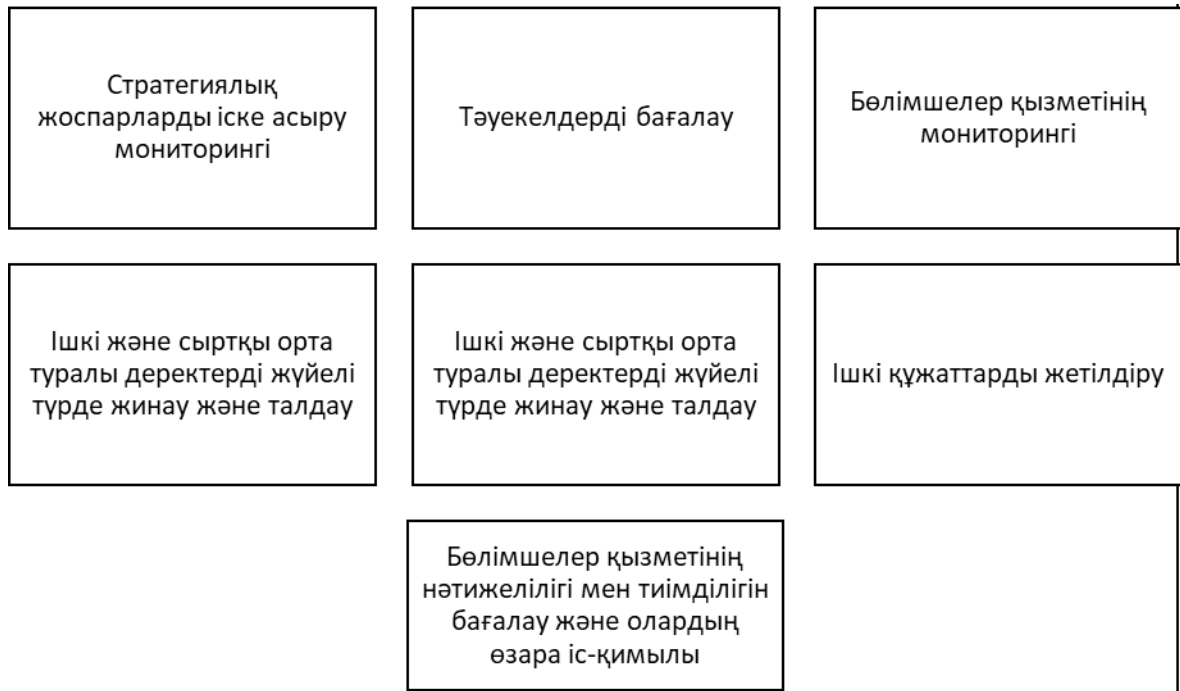 Стратегиялық
жоспарларды іске асыру
мониторингі
Тәуекелдерді бағалау
Бөлімшелер қызметінің
мониторингі
Ішкі және сыртқы орта
туралы деректерді жүйелі
түрде жинау және талдау
Ішкі және сыртқы орта
туралы деректерді жүйелі
түрде жинау және талдау
Ішкі құжаттарды жетілдіру
Бөлімшелер қызметінің
нәтижелілігі мен тиімділігін
бағалау және олардың
өзара іс-қимылы